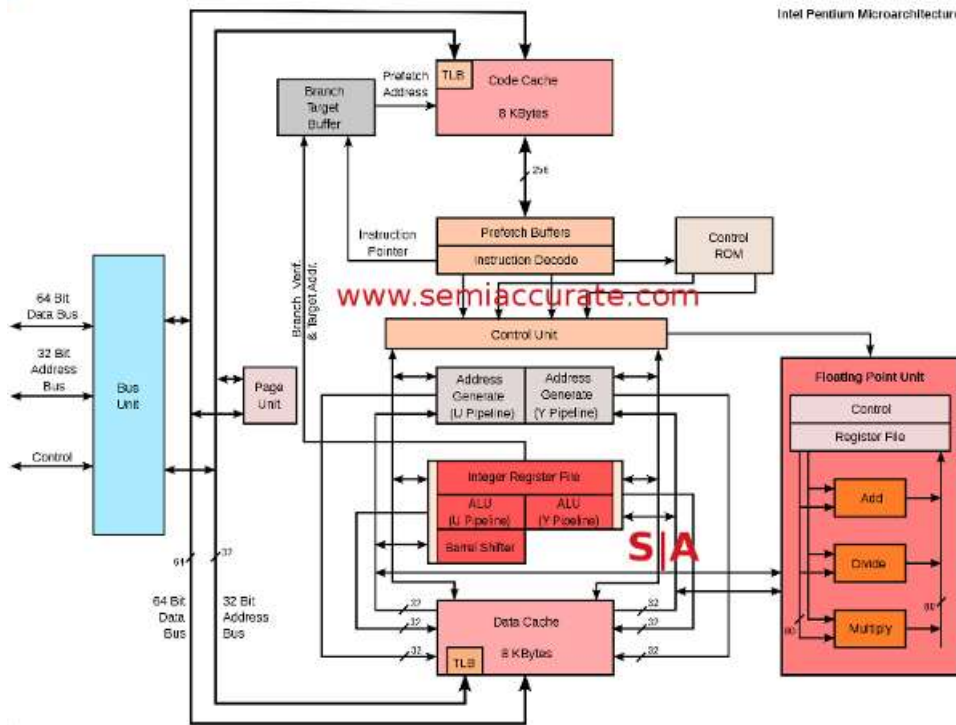 Intel Pentium Microarchitecture
TLB
Code Cache
8 KBytes
Prefetch
Address
Branch
Target
Buffer
256
Instruction
Pointer
Prefetch Buffers
Instruction Decode
Control
ROM
www.semiaccurate.com
Branch Verif.
& Target Addr.
Control Unit
64 Bit
Data Bus
32 Bit
Address
Bus
Control
Bus
Unit
Page
Unit
Address
Generate
(U Pipeline)
Address
Generate
(Y Pipeline)
Floating Point Unit
Control
Register File
Integer Register File
ALU
(U Pipeline)
ALU
(Y Pipeline)
Barrel Shifter
Add
Divide
Multiply
80
80
S|A
64
32
64 Bit
Data
Bus
32 Bit
Address
Bus
32
32
32
32
32
32
Data Cache
8 KBytes
TLB